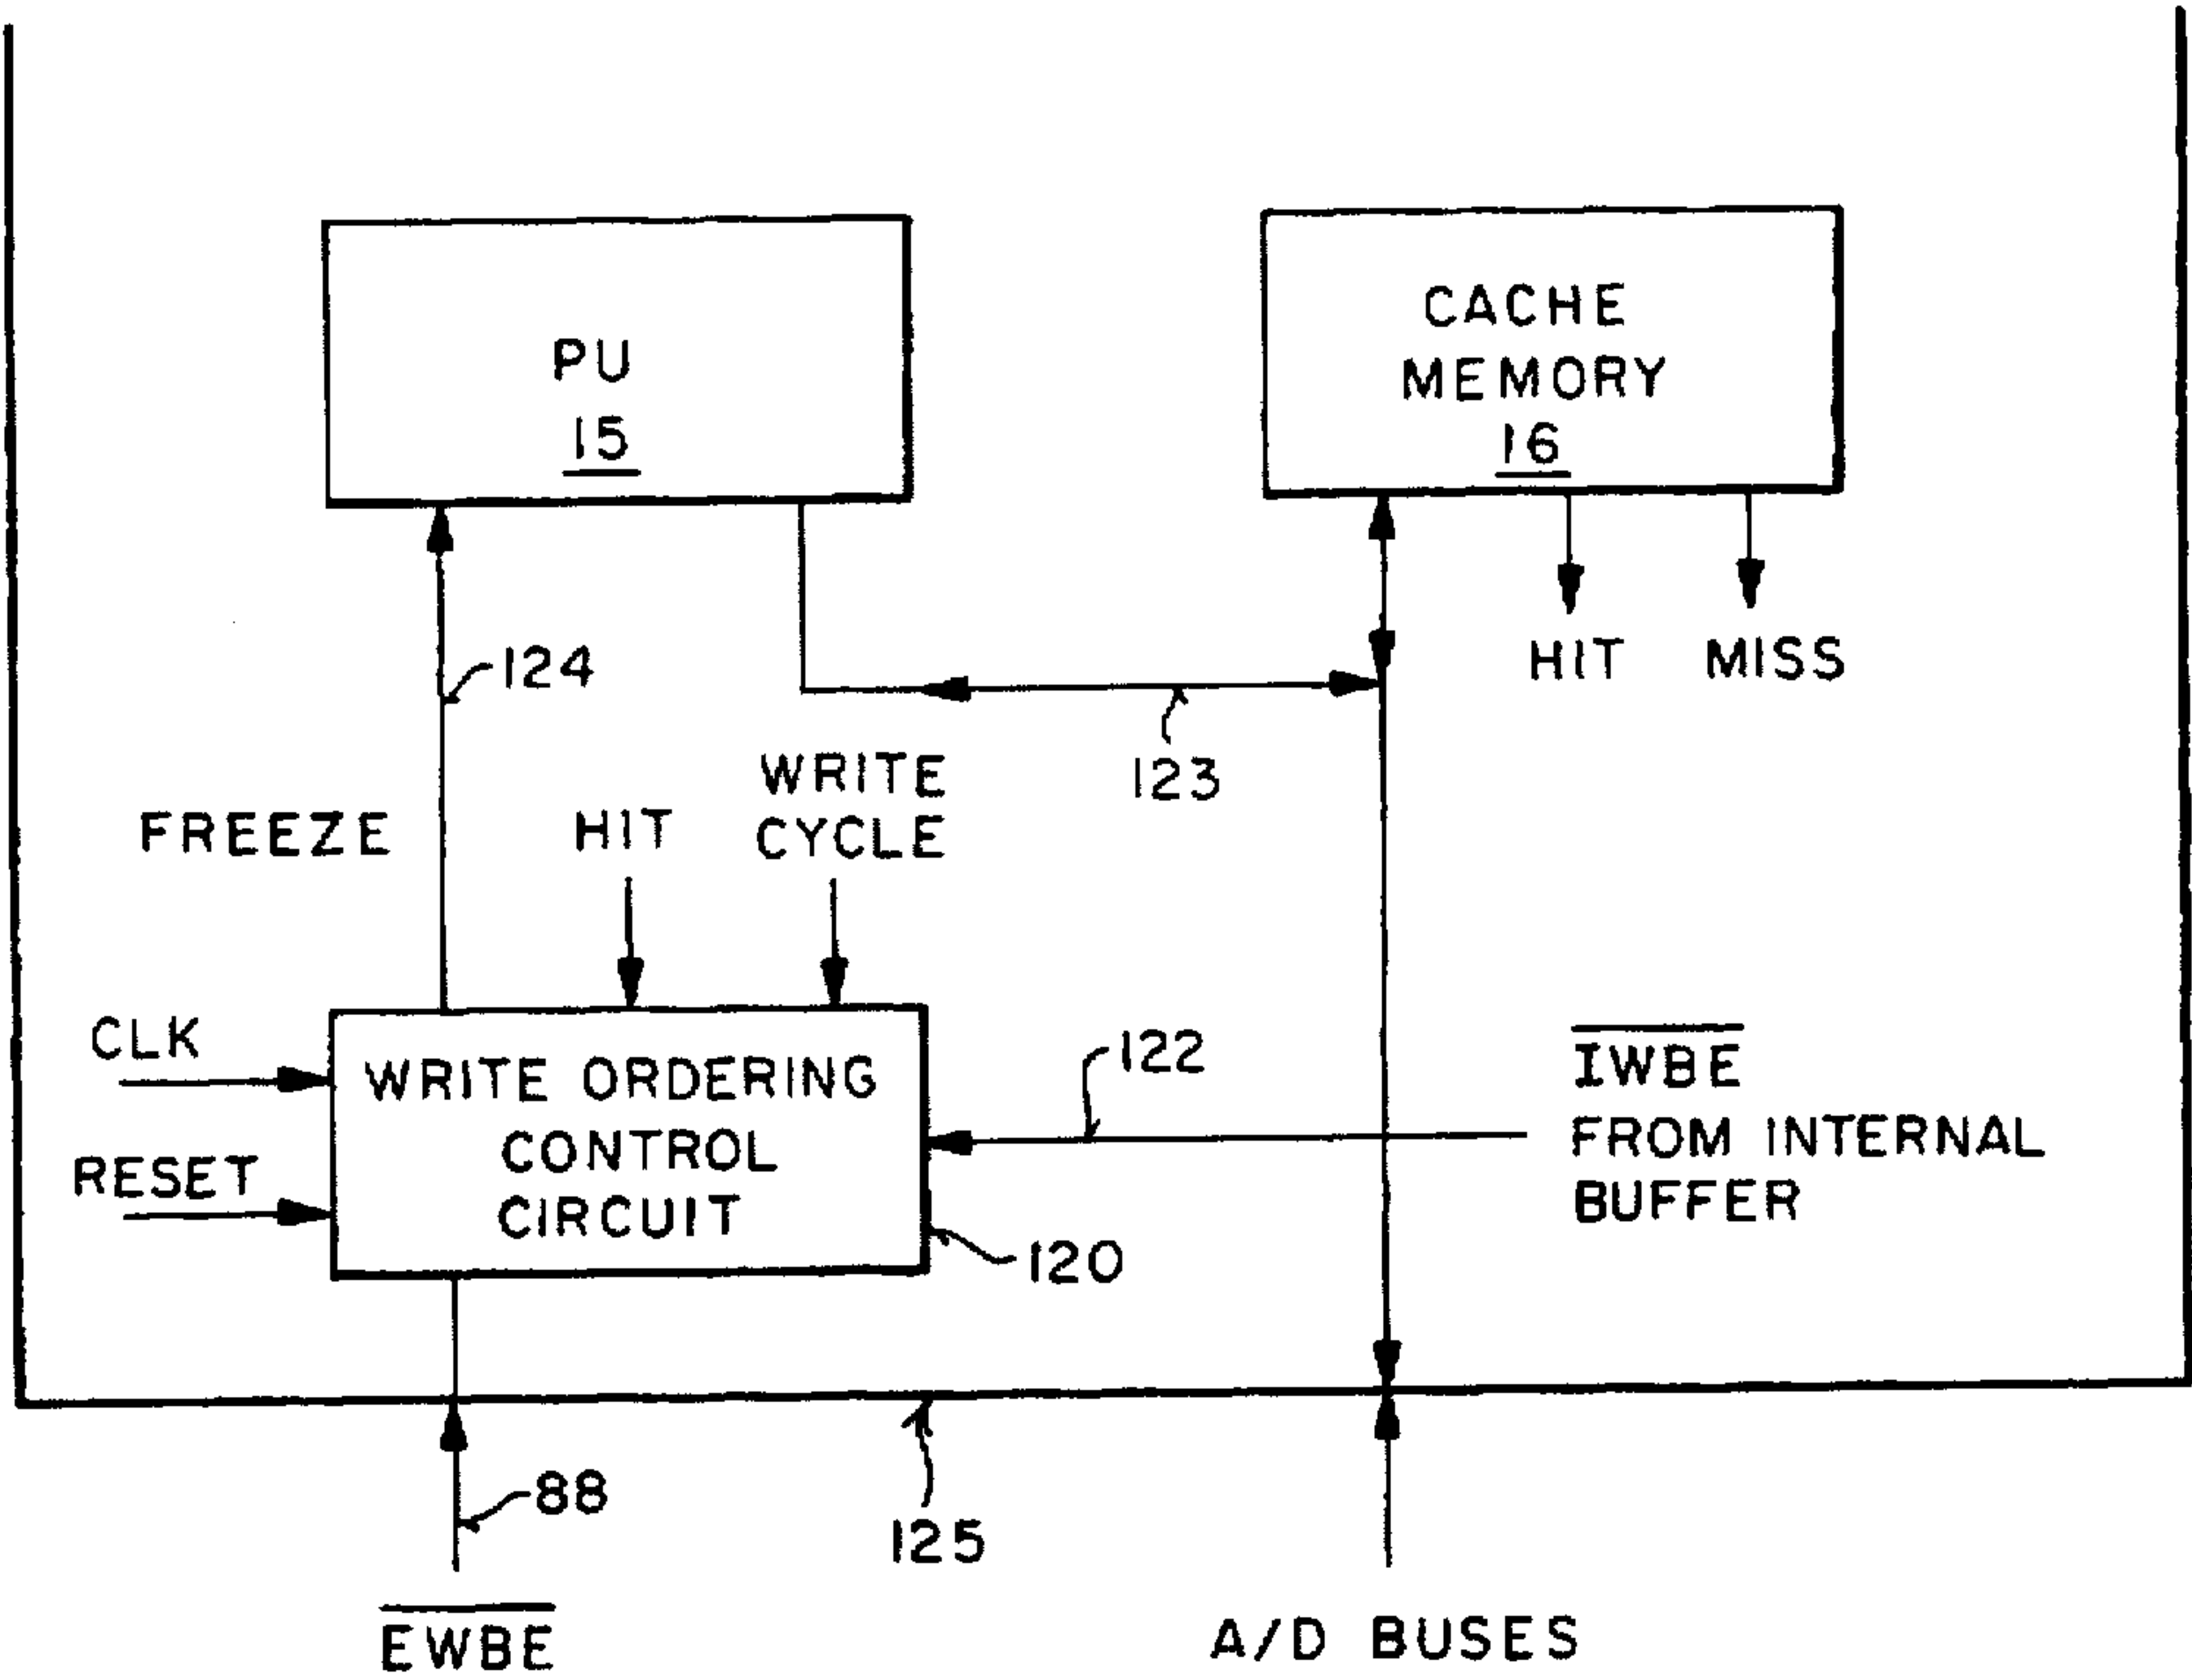 PU
15
CACHE
MEMORY
16
HIT
MISS
124
123
FREEZE
HIT
WRITE
CYCLE
CLK
RESET
WRITE ORDERING
CONTROL
CIRCUIT
122
120
IWBE
FROM INTERNAL
BUFFER
88
125
EWBE
A/D BUSES